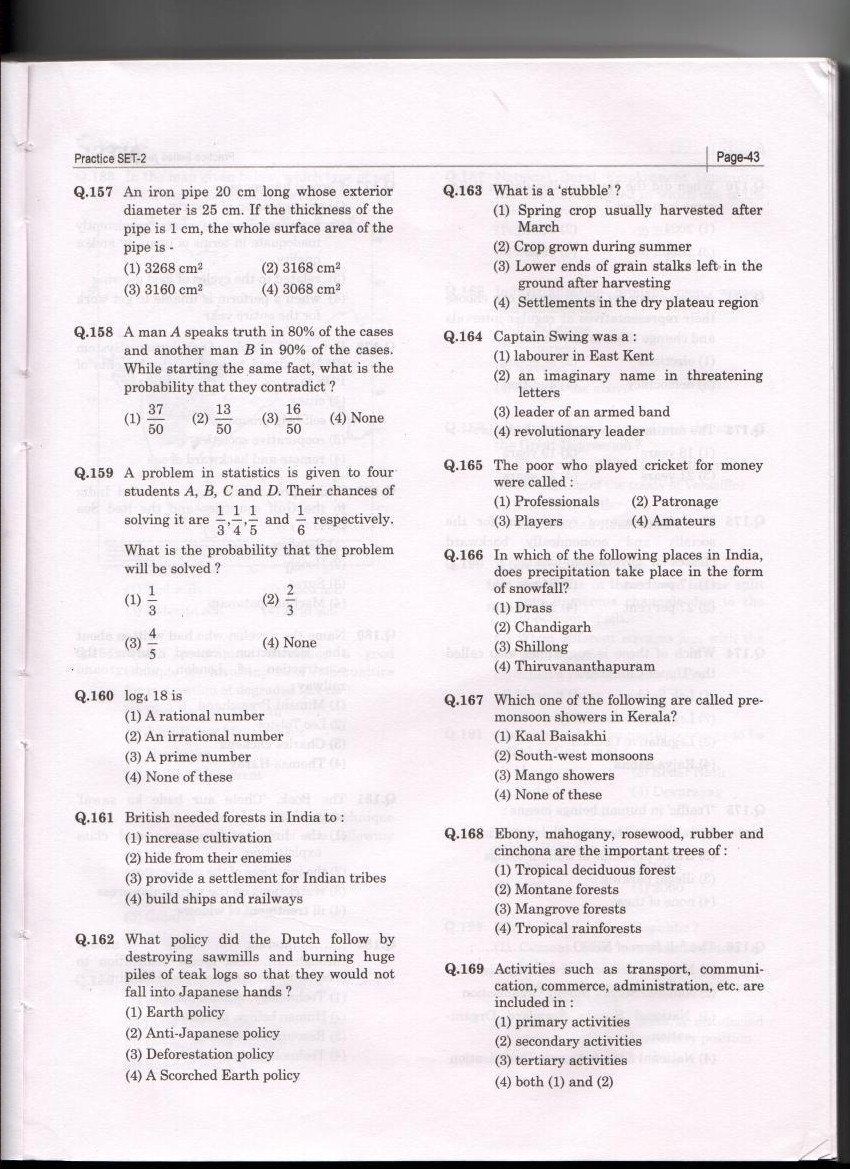 Practice SET-2
Page-43
Q.157 An iron pipe 20 cm long whose exterior
diameter is 25 cm. If the thickness of the
pipe is 1 cm, the whole surface area of the
pipe is -
(1) 3268 cm²
(2) 3168 cm²
(3) 3160 cm²
(4) 3068 cm²
Q.158 A man A speaks truth in 80% of the cases
and another man B in 90% of the cases.
While starting the same fact, what is the
probability that they contradict ?
(1) 37/50 (2) 13/50 (3) 16/50 (4) None
Q.159 A problem in statistics is given to four
students A, B, C and D. Their chances of
solving it are 1/3, 1/4, 1/5 and 1/6 respectively.
What is the probability that the problem
will be solved ?
(1) 1/3
(2) 2/3
(3) 4/5
(4) None
Q.160 log₄ 18 is
(1) A rational number
(2) An irrational number
(3) A prime number
(4) None of these
Q.161 British needed forests in India to :
(1) increase cultivation
(2) hide from their enemies
(3) provide a settlement for Indian tribes
(4) build ships and railways
Q.162 What policy did the Dutch follow by
destroying sawmills and burning huge
piles of teak logs so that they would not
fall into Japanese hands ?
(1) Earth policy
(2) Anti-Japanese policy
(3) Deforestation policy
(4) A Scorched Earth policy
Q.163 What is a 'stubble' ?
(1) Spring crop usually harvested after
March
(2) Crop grown during summer
(3) Lower ends of grain stalks left in the
ground after harvesting
(4) Settlements in the dry plateau region
Q.164 Captain Swing was a :
(1) labourer in East Kent
(2) an imaginary name in threatening
letters
(3) leader of an armed band
(4) revolutionary leader
Q.165 The poor who played cricket for money
were called :
(1) Professionals
(2) Patronage
(3) Players
(4) Amateurs
Q.166 In which of the following places in India,
does precipitation take place in the form
of snowfall?
(1) Drass
(2) Chandigarh
(3) Shillong
(4) Thiruvananthapuram
Q.167 Which one of the following are called pre-
monsoon showers in Kerala?
(1) Kaal Baisakhi
(2) South-west monsoons
(3) Mango showers
(4) None of these
Q.168 Ebony, mahogany, rosewood, rubber and
cinchona are the important trees of :
(1) Tropical deciduous forest
(2) Montane forests
(3) Mangrove forests
(4) Tropical rainforests
Q.169 Activities such as transport, communi-
cation, commerce, administration, etc. are
included in :
(1) primary activities
(2) secondary activities
(3) tertiary activities
(4) both (1) and (2)